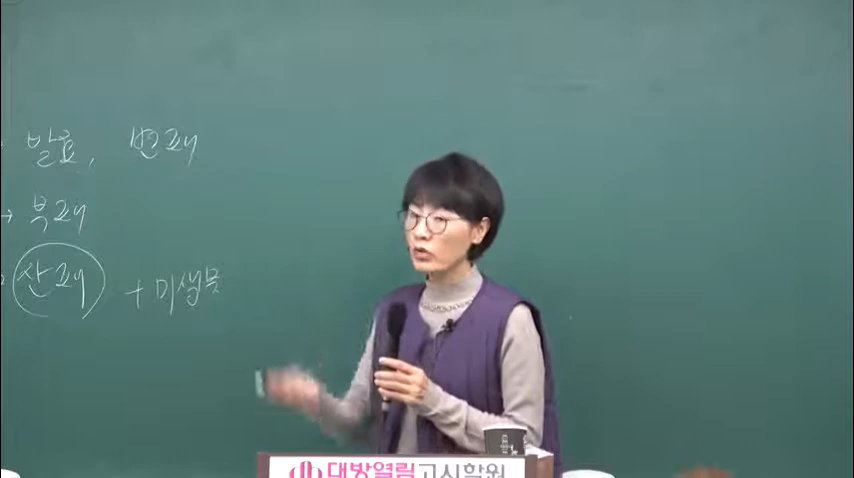 발효, 변패
→ 부패
산패 + 미생물
대방열림고시학원